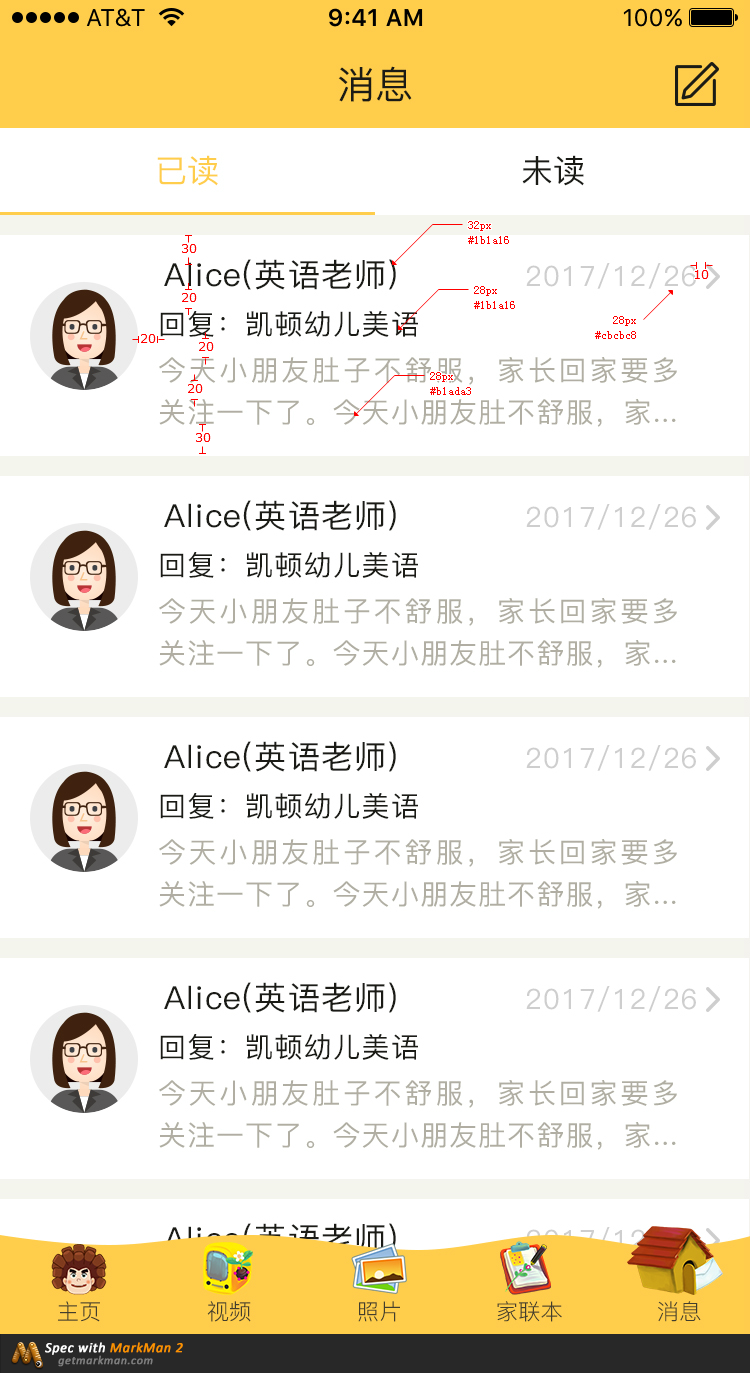 AT&T 9:41 AM 100%
消息
已读 未读
32px
#1b1a16
30
Alice(英语老师) 2017/12/26
10
20
28px
#1b1a16
28px
#cbcbc8
回复：凯顿幼儿美语
20
20
今天小朋友肚子不舒服，家长回家要多
28px
#b1ada3
20
关注一下了。今天小朋友肚不舒服，家...
30
Alice(英语老师) 2017/12/26
回复：凯顿幼儿美语
今天小朋友肚子不舒服，家长回家要多
关注一下了。今天小朋友肚不舒服，家...
Alice(英语老师) 2017/12/26
回复：凯顿幼儿美语
今天小朋友肚子不舒服，家长回家要多
关注一下了。今天小朋友肚不舒服，家...
Alice(英语老师) 2017/12/26
回复：凯顿幼儿美语
今天小朋友肚子不舒服，家长回家要多
关注一下了。今天小朋友肚不舒服，家...
Alice(英语老师) 2017/12
主页 视频 照片 家联本 消息
Spec with MarkMan 2
getmarkman.com